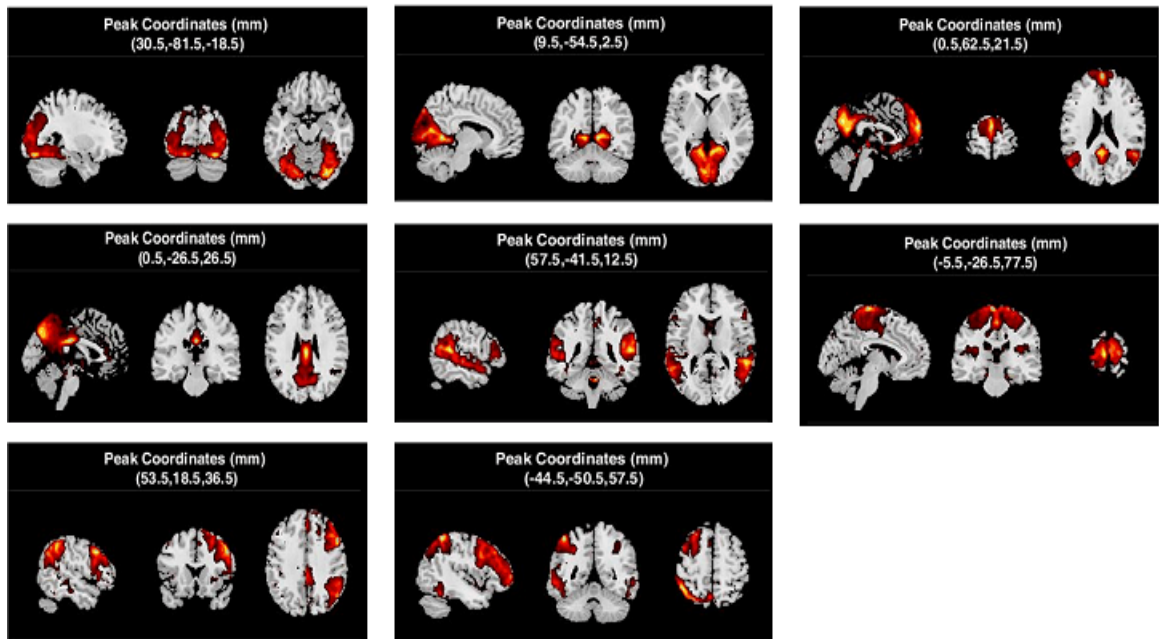 Peak Coordinates (mm)
(30.5,-81.5,-18.5)
Peak Coordinates (mm)
(9.5,-54.5,2.5)
Peak Coordinates (mm)
(0.5,62.5,21.5)
Peak Coordinates (mm)
(0.5,-26.5,26.5)
Peak Coordinates (mm)
(57.5,-41.5,12.5)
Peak Coordinates (mm)
(-5.5,-26.5,77.5)
Peak Coordinates (mm)
(53.5,18.5,36.5)
Peak Coordinates (mm)
(-44.5,-50.5,57.5)